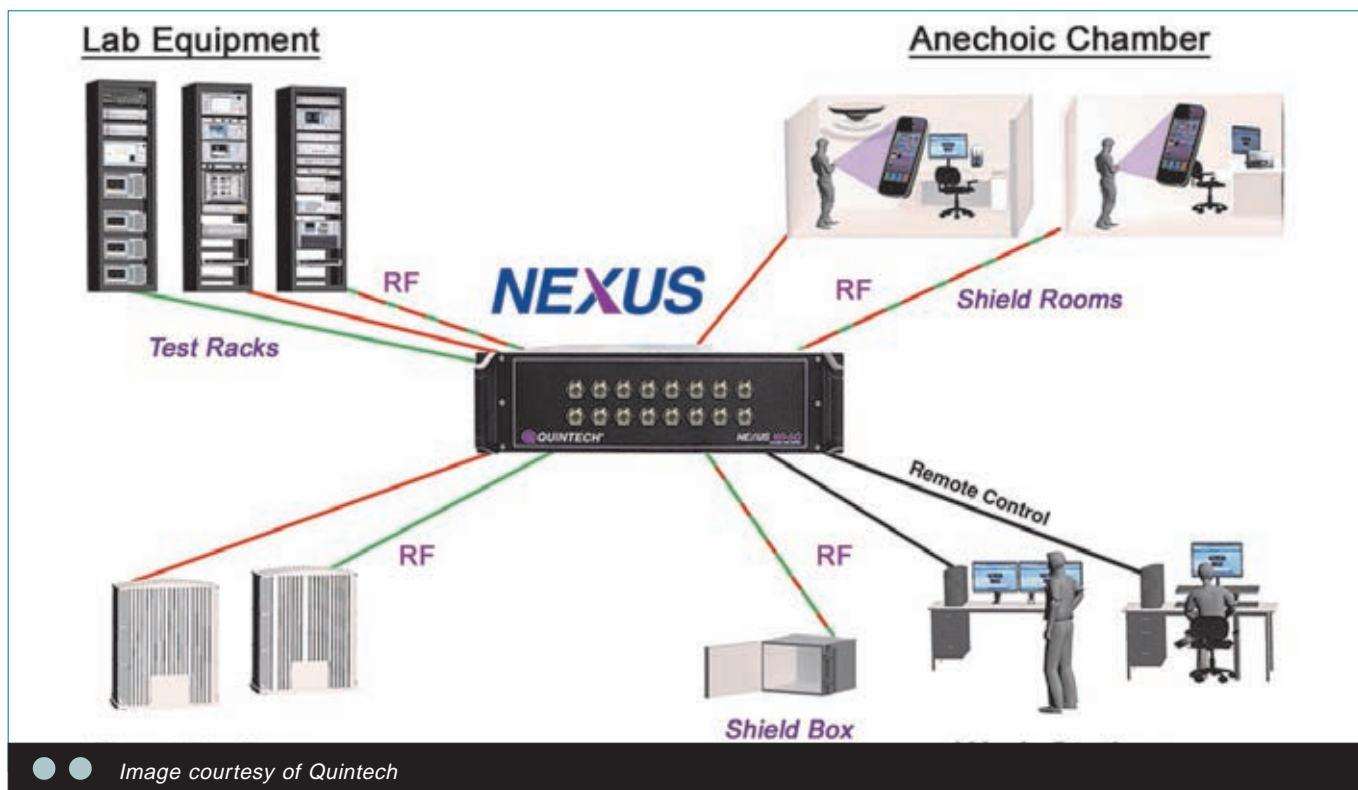 Lab Equipment
Anechoic Chamber
RF
NEXUS
RF
Shield Rooms
Test Racks
QUINTECH
NEXUS
Remote Control
RF
RF
Shield Box
Image courtesy of Quintech